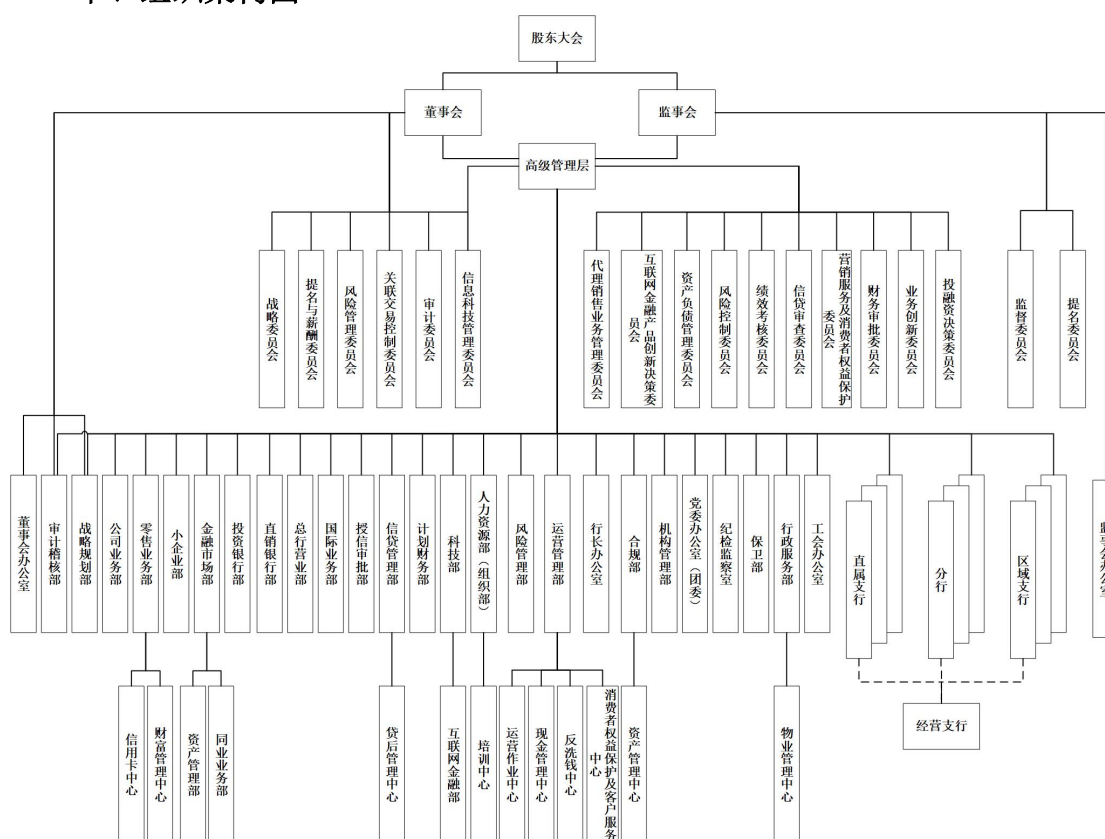 股东大会
董事会
监事会
高级管理层
战略委员会
提名与薪酬委员会
风险管理委员会
关联交易控制委员会
审计委员会
信息科技管理委员会
代理销售业务管理委员会
互联网金融产品创新决策委
员会
资产负债管理委员会
风险控制委员会
绩效考核委员会
信贷审查委员会
营销服务及消费者权益保护
委员会
财务审批委员会
业务创新委员会
投融资决策委员会
监督委员会
提名委员会
董事会办公室
审计稽核部
战略规划部
公司业务部
零售业务部
小企业部
金融市场部
投资银行部
直销银行部
总行营业部
国际业务部
授信审批部
信贷管理部
计划财务部
科技部
人力资源部（组织部）
风险管理部
运营管理部
行长办公室
合规部
机构管理部
党委办公室（团委）
纪检监察室
保卫部
行政服务部
工会办公室
直属支行
分行
区域支行
信用卡中心
财富管理中心
资产管理部
同业业务部
贷后管理中心
互联网金融部
培训中心
运营作业中心
现金管理中心
反洗钱中心
消费者权益保护及客户服务
中心
资产管理中心
物业管理中心
经营支行